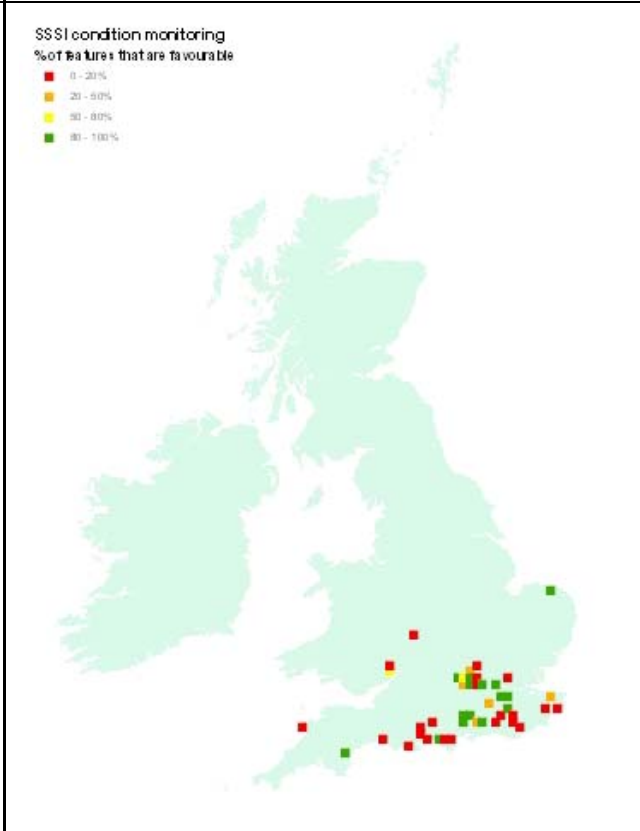 SSSI condition monitoring
% of features that are favourable
0 - 20%
20 - 50%
50 - 80%
80 - 100%